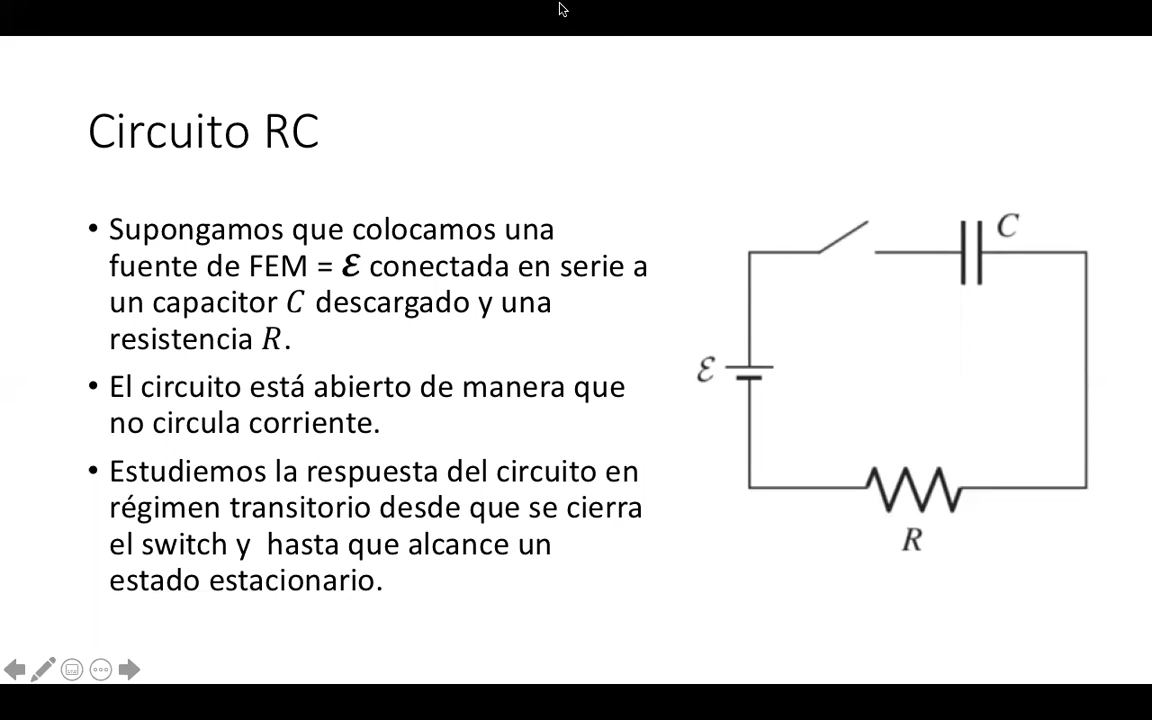 Circuito RC
• Supongamos que colocamos una
fuente de FEM = ℰ conectada en serie a
un capacitor C descargado y una
resistencia R.
• El circuito está abierto de manera que
no circula corriente.
• Estudiemos la respuesta del circuito en
régimen transitorio desde que se cierra
el switch y  hasta que alcance un
estado estacionario.
C
ℰ
R